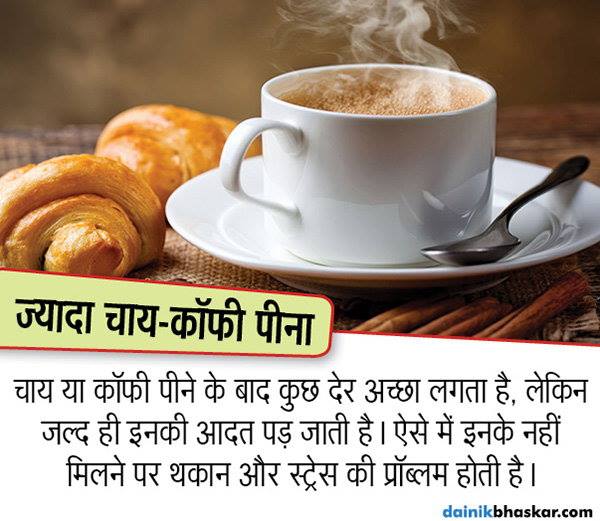 ज्यादा चाय-कॉफी पीना
चाय या कॉफी पीने के बाद कुछ देर अच्छा लगता है, लेकिन
जल्द ही इनकी आदत पड़ जाती है। ऐसे में इनके नहीं
मिलने पर थकान और स्ट्रेस की प्रॉब्लम होती है।
dainikbhaskar.com